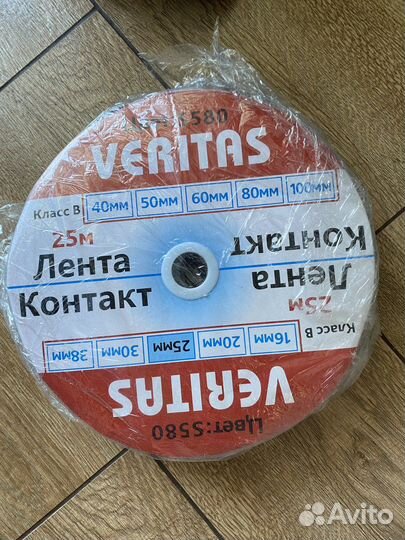 Цвет:S580
VERITAS
Класс В 40мм 50мм 60мм 80мм 100мм
25м
Лента
Контакт
Лента
Контакт
25м
Класс В 16мм 20мм 25мм 30мм 38мм
VERITAS
Цвет:S580
Avito